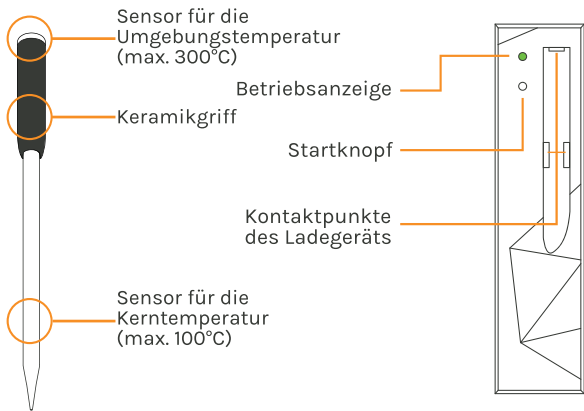 Sensor für die
Umgebungstemperatur
(max. 300°C)
Keramikgriff
Sensor für die
Kerntemperatur
(max. 100°C)
Betriebsanzeige
Startknopf
Kontaktpunkte
des Ladegeräts